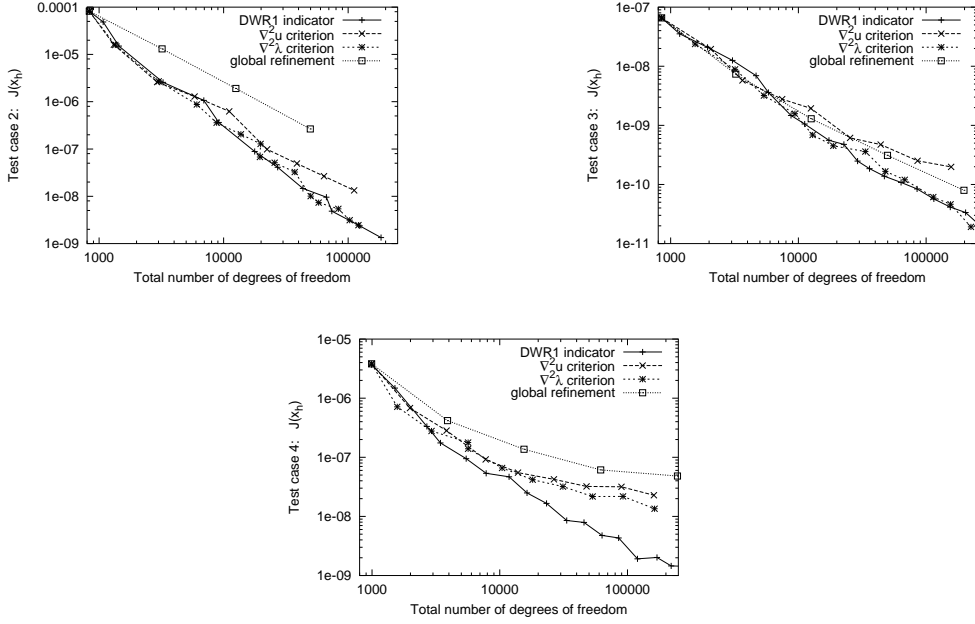 0.0001
1e-05
1e-06
1e-07
1e-08
1e-09
Test case 2: J(x_h)
DWR1 indicator
∇²u criterion
∇²λ criterion
global refinement
1000 10000 100000
Total number of degrees of freedom
1e-07
1e-08
1e-09
1e-10
1e-11
Test case 3: J(x_h)
DWR1 indicator
∇²u criterion
∇²λ criterion
global refinement
1000 10000 100000
Total number of degrees of freedom
1e-05
1e-06
1e-07
1e-08
1e-09
Test case 4: J(x_h)
DWR1 indicator
∇²u criterion
∇²λ criterion
global refinement
1000 10000 100000
Total number of degrees of freedom